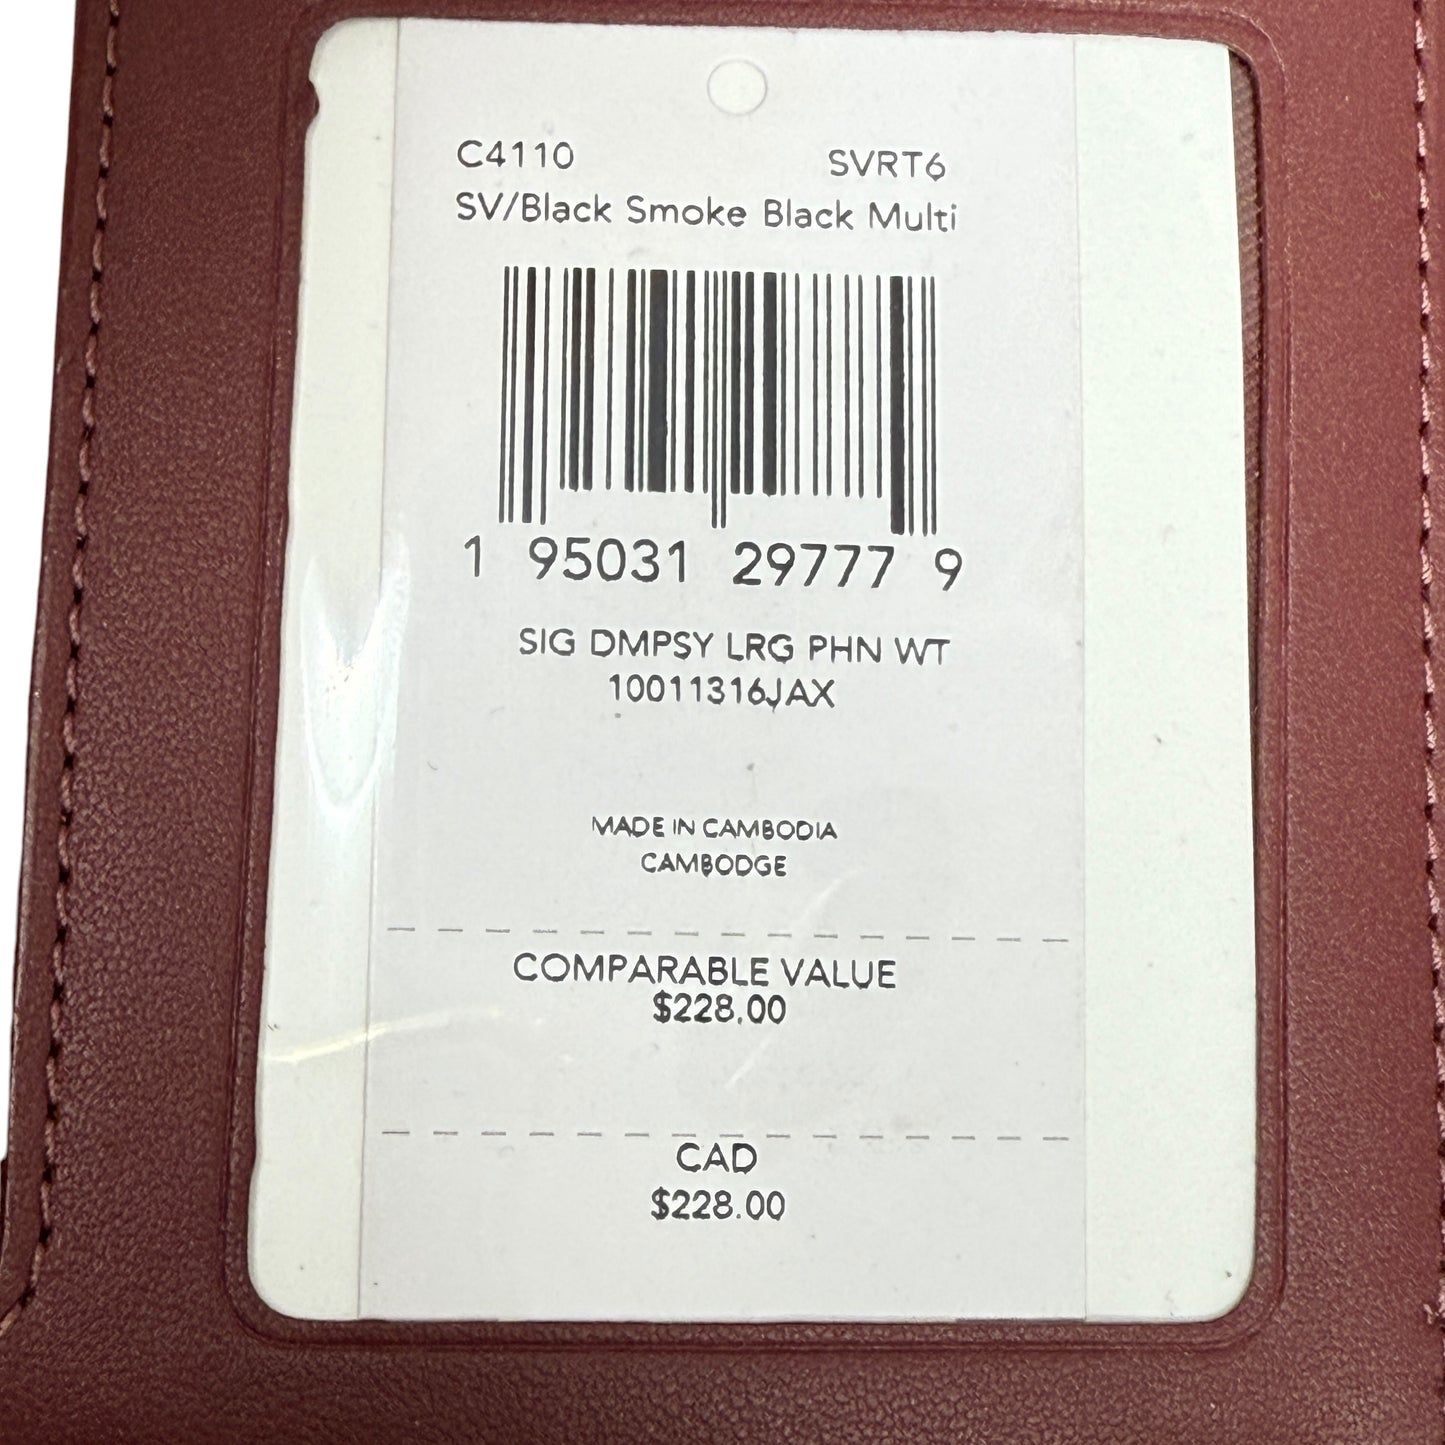 C4110 SVRT6
SV/Black Smoke Black Multi
1 95031 29777 9
SIG DMPSY LRG PHN WT
10011316JAX
MADE IN CAMBODIA
CAMBODGE
COMPARABLE VALUE
$228.00
CAD
$228.00